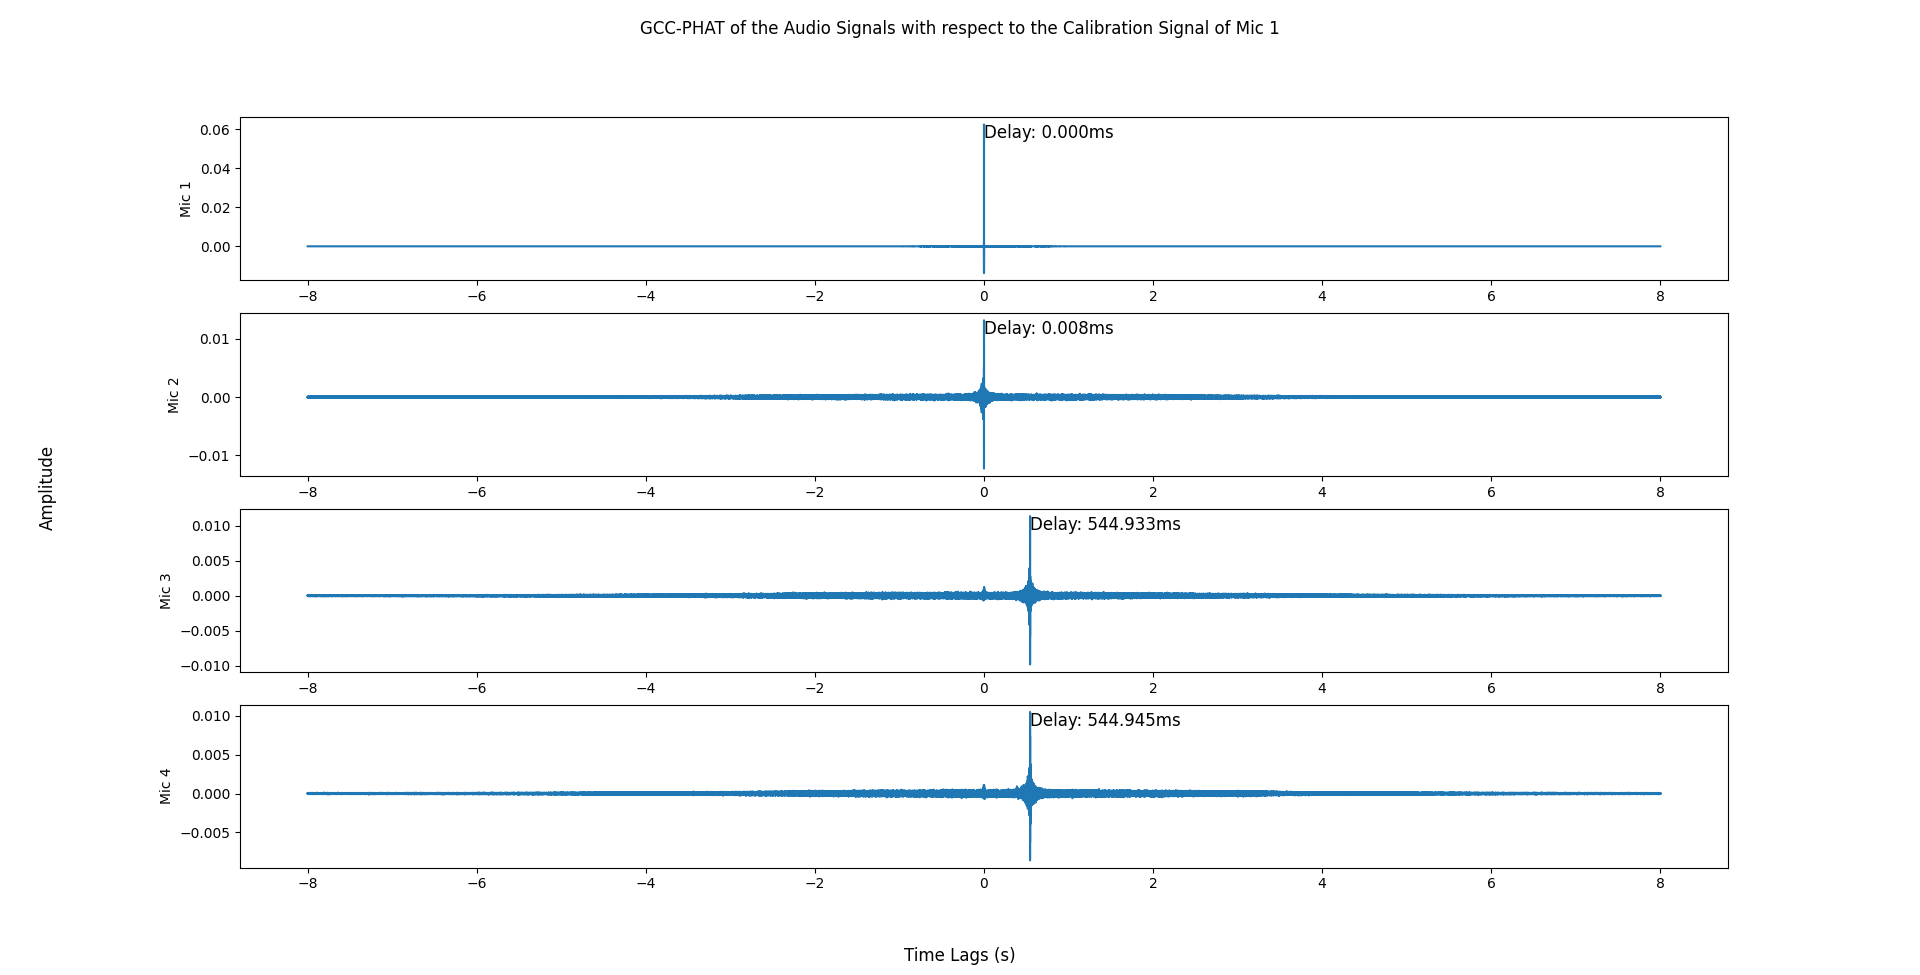 GCC-PHAT of the Audio Signals with respect to the Calibration Signal of Mic 1
Delay: 0.000ms
0.06
0.04
0.02
0.00
Mic 1
−8 −6 −4 −2 0 2 4 6 8
Delay: 0.008ms
0.01
0.00
−0.01
Mic 2
−8 −6 −4 −2 0 2 4 6 8
Delay: 544.933ms
0.010
0.005
0.000
−0.005
−0.010
Mic 3
−8 −6 −4 −2 0 2 4 6 8
Delay: 544.945ms
0.010
0.005
0.000
−0.005
Mic 4
−8 −6 −4 −2 0 2 4 6 8
Amplitude
Time Lags (s)